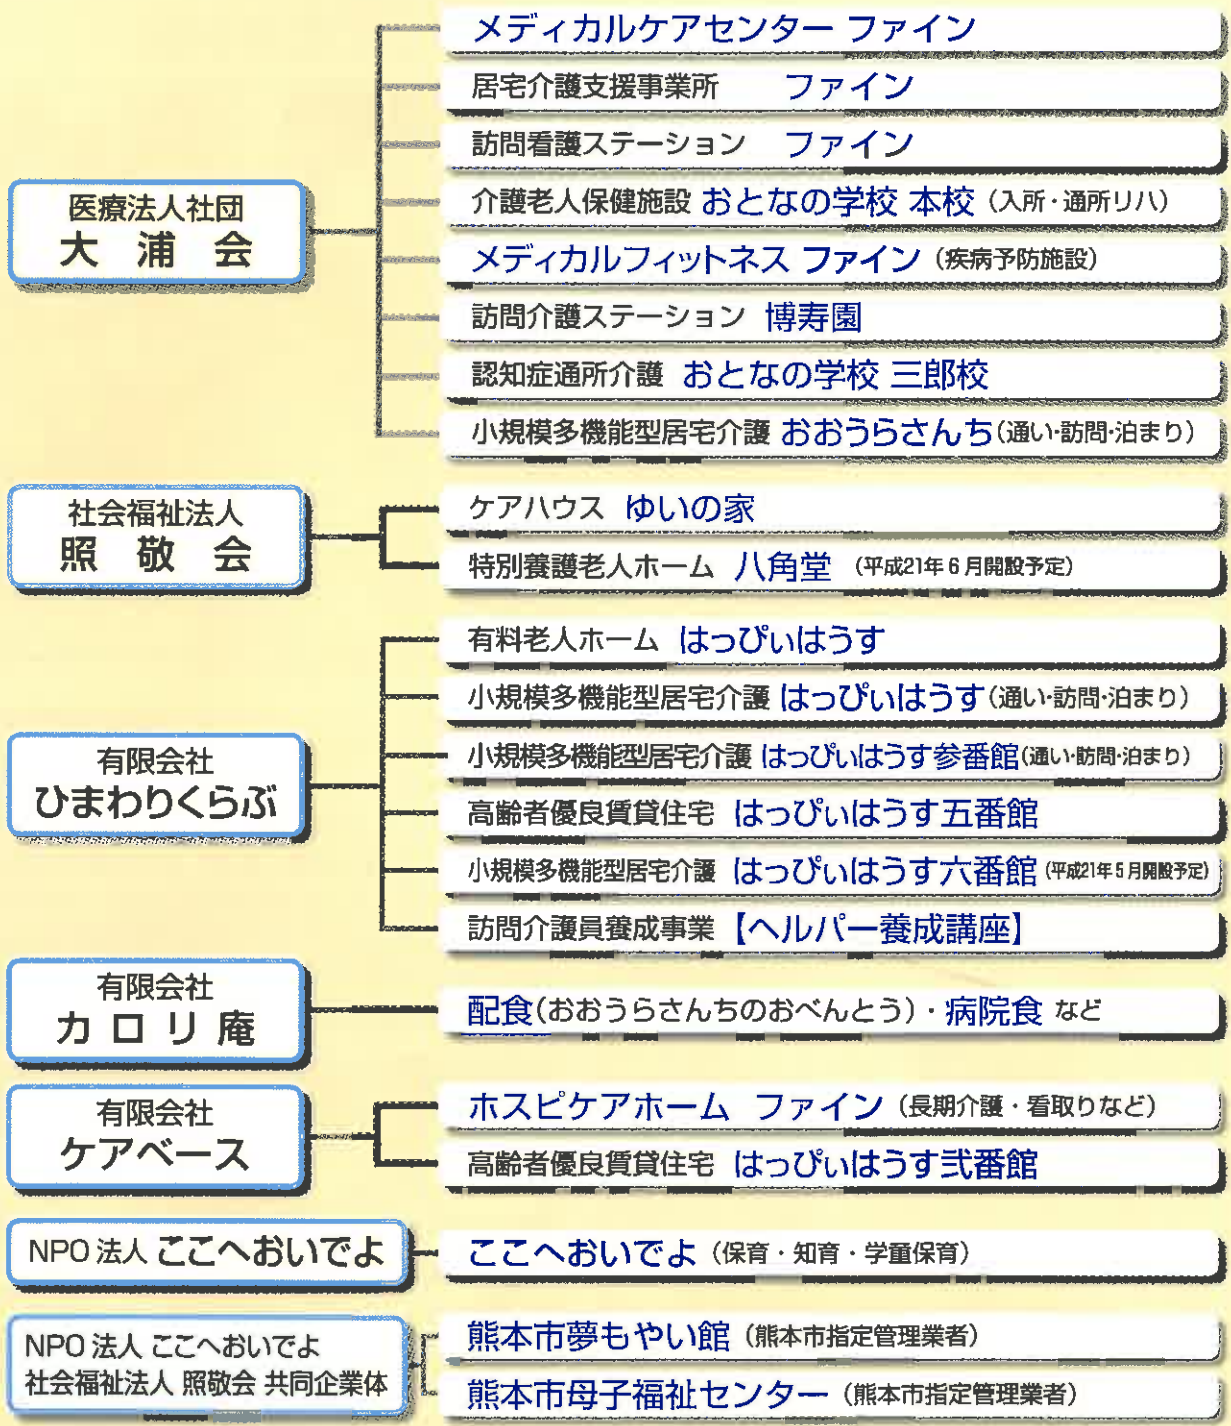 医療法人社団
大浦会
メディカルケアセンター ファイン
居宅介護支援事業所 ファイン
訪問看護ステーション ファイン
介護老人保健施設 おとなの学校 本校（入所・通所リハ）
メディカルフィットネス ファイン（疾病予防施設）
訪問介護ステーション 博寿園
認知症通所介護 おとなの学校 三郎校
小規模多機能型居宅介護 おおうらさんち（通い・訪問・泊まり）
社会福祉法人
照敬会
ケアハウス ゆいの家
特別養護老人ホーム 八角堂（平成21年6月開設予定）
有限会社
ひまわりくらぶ
有料老人ホーム はっぴぃはうす
小規模多機能型居宅介護 はっぴぃはうす（通い・訪問・泊まり）
小規模多機能型居宅介護 はっぴぃはうす参番館（通い・訪問・泊まり）
高齢者優良賃貸住宅 はっぴぃはうす五番館
小規模多機能型居宅介護 はっぴぃはうす六番館（平成21年5月開設予定）
訪問介護員養成事業【ヘルパー養成講座】
有限会社
カロリ庵
配食（おおうらさんちのおべんとう）・病院食 など
有限会社
ケアベース
ホスピケアホーム ファイン（長期介護・看取りなど）
高齢者優良賃貸住宅 はっぴぃはうす弐番館
NPO法人 ここへおいでよ
ここへおいでよ（保育・知育・学童保育）
NPO法人 ここへおいでよ
社会福祉法人 照敬会 共同企業体
熊本市夢もやい館（熊本市指定管理業者）
熊本市母子福祉センター（熊本市指定管理業者）